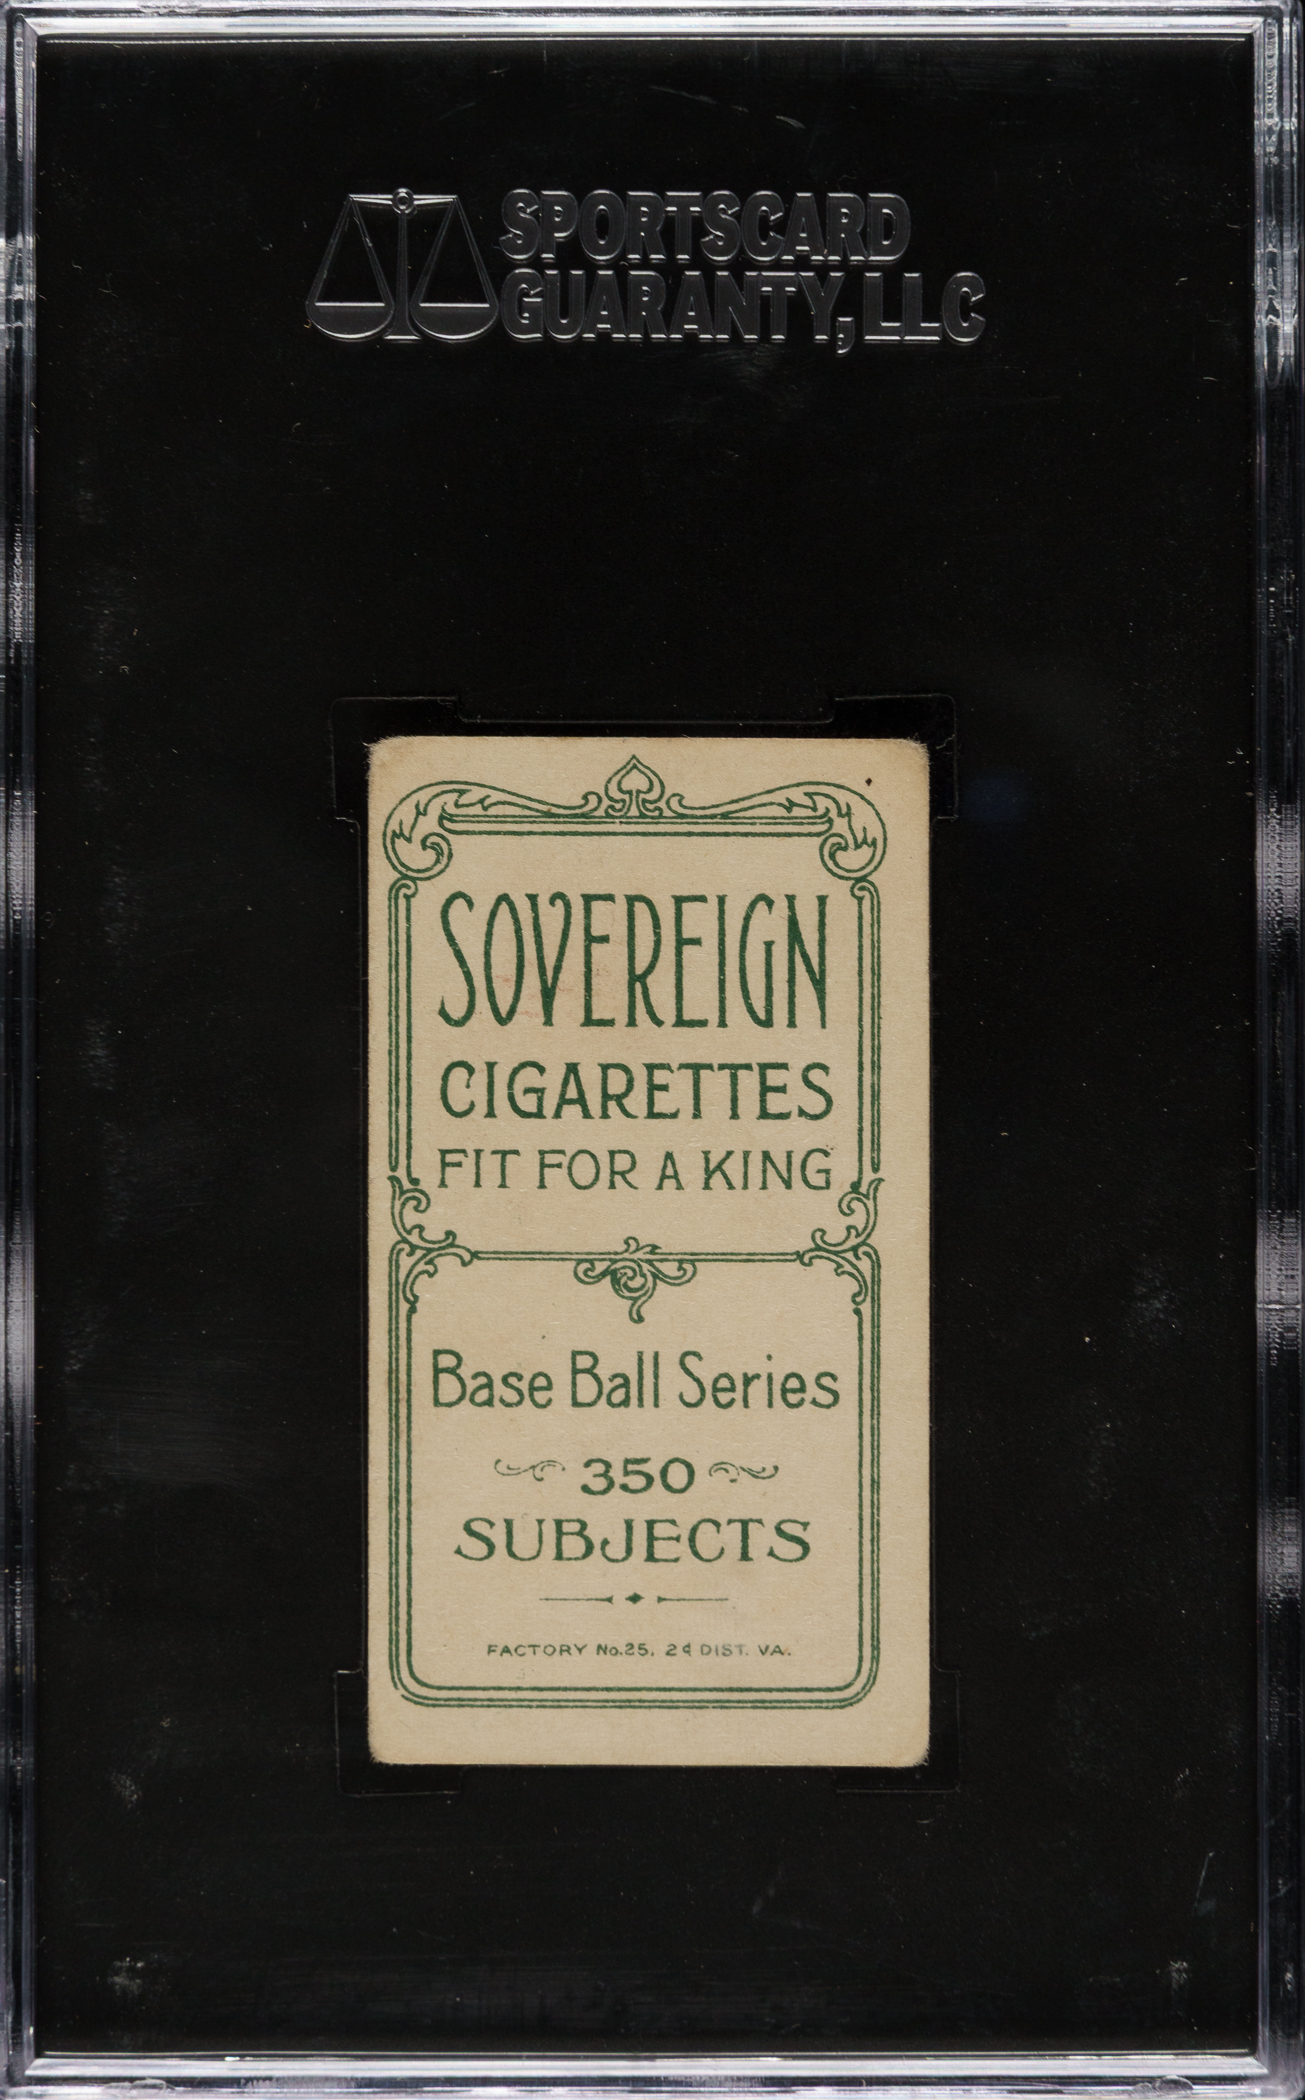 SPORTSCARD
GUARANTY, LLC
SOVEREIGN
CIGARETTES
FIT FOR A KING
Base Ball Series
350
SUBJECTS
FACTORY No.25, 2d DIST. VA.